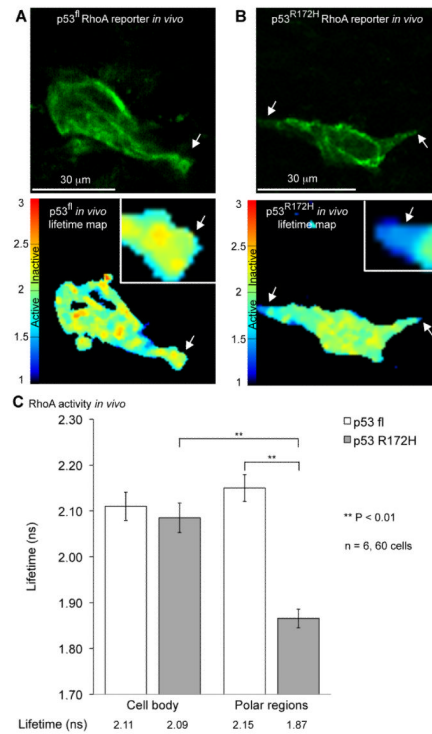 A
p53fl RhoA reporter in vivo
30 µm
B
p53R172H RhoA reporter in vivo
30 µm
p53fl in vivo
lifetime map
3
2.5
2
1.5
1
Inactive
Active
p53R172H in vivo
lifetime map
3
2.5
2
1.5
1
Inactive
Active
C RhoA activity in vivo
p53 fl
p53 R172H
**
**
** P < 0.01
n = 6, 60 cells
Lifetime (ns)
2.30
2.20
2.10
2.00
1.90
1.80
1.70
Cell body Polar regions
Lifetime (ns) 2.11 2.09 2.15 1.87